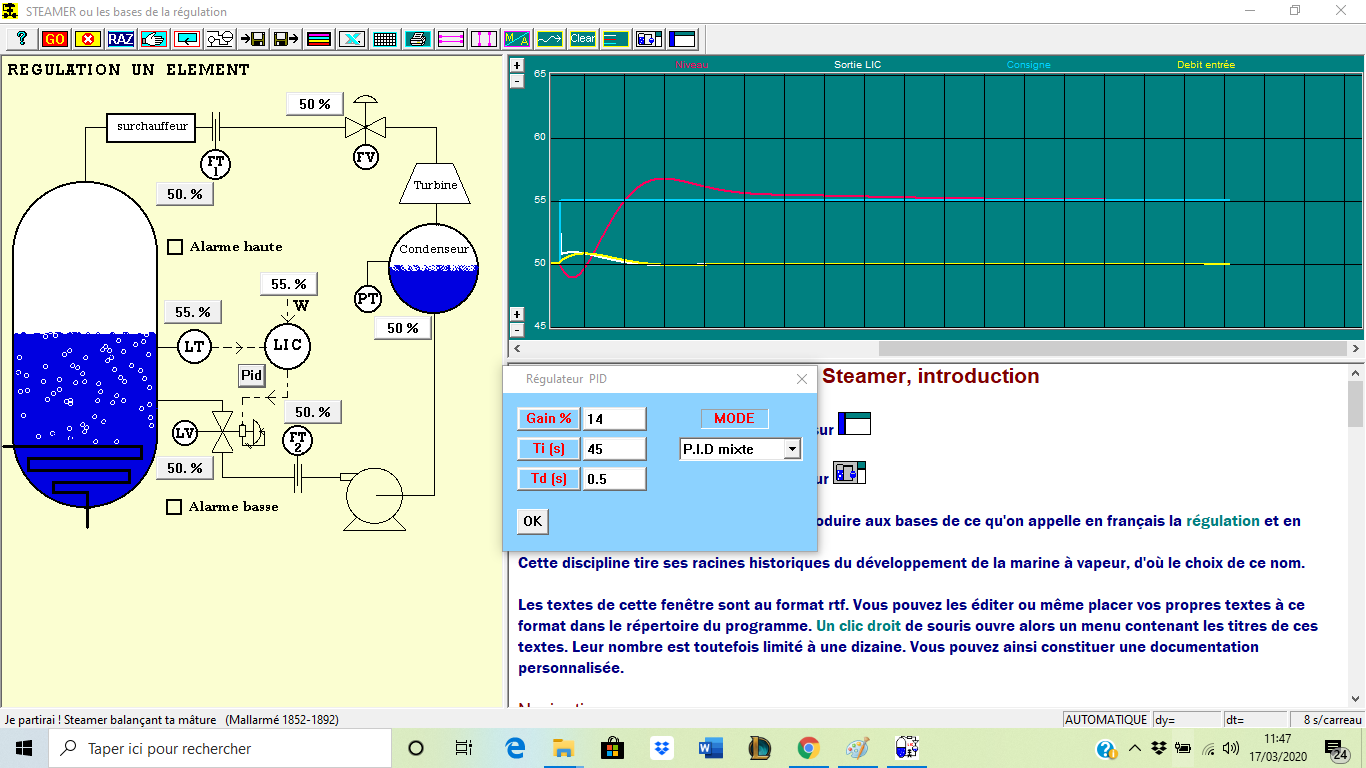 STEAMER ou les bases de la régulation
?
GO
RAZ
M/A
Clear
REGULATION UN ELEMENT
50 %
surchauffeur
FT
1
FV
50. %
Turbine
Alarme haute
Condenseur
55. %
W
PT
55. %
50 %
LT
LIC
Pid
50. %
LV
FT
2
50. %
Alarme basse
+
-
Niveau
Sortie LIC
Consigne
Debit entrée
65
60
55
50
+
-
45
Régulateur PID
Gain %
14
MODE
Ti (s)
45
P.I.D mixte
Td (s)
0.5
OK
Steamer, introduction
sur
ur
oduire aux bases de ce qu'on appelle en français la régulation et en
Cette discipline tire ses racines historiques du développement de la marine à vapeur, d'où le choix de ce nom.
Les textes de cette fenêtre sont au format rtf. Vous pouvez les éditer ou même placer vos propres textes à ce
format dans le répertoire du programme. Un clic droit de souris ouvre alors un menu contenant les titres de ces
textes. Leur nombre est toutefois limité à une dizaine. Vous pouvez ainsi constituer une documentation
personnalisée.
Je partirai ! Steamer balançant ta mâture (Mallarmé 1852-1892)
AUTOMATIQUE
dy=
dt=
8 s/carreau
Taper ici pour rechercher
11:47
17/03/2020
24